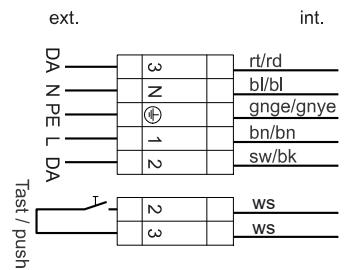 ext. int.
DA 3 rt/rd
N N bl/bl
PE gnge/gnye
L 1 bn/bn
DA 2 sw/bk
Tast / push
2 ws
3 ws